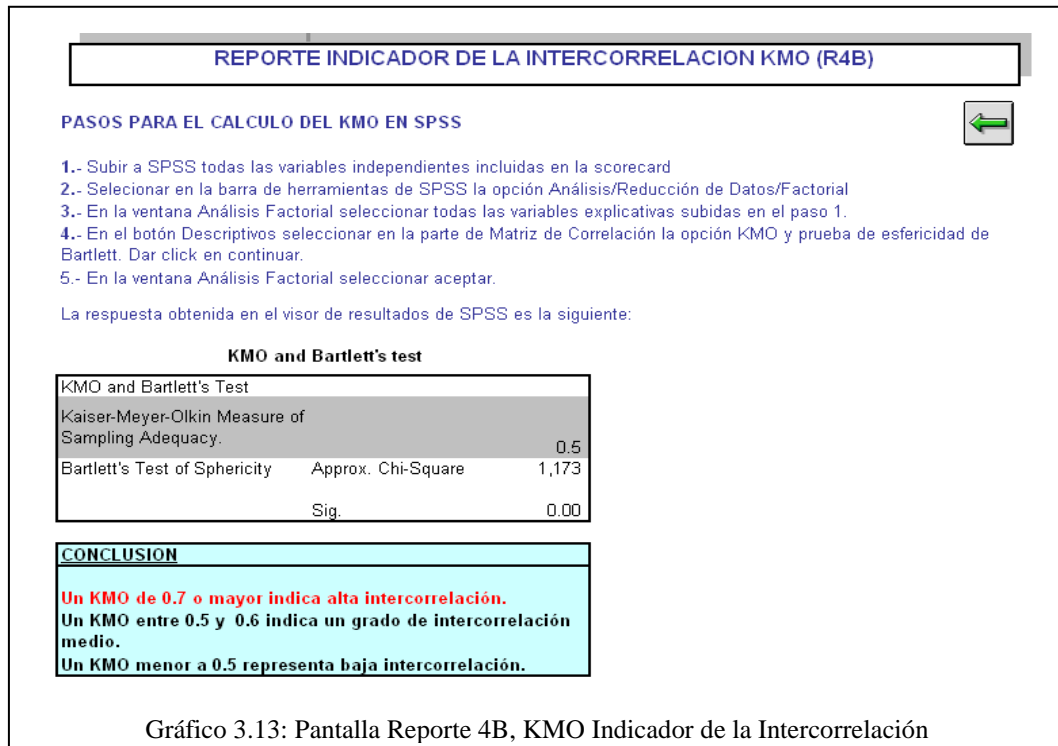 REPORTE INDICADOR DE LA INTERCORRELACION KMO (R4B)
PASOS PARA EL CALCULO DEL KMO EN SPSS
1.- Subir a SPSS todas las variables independientes incluidas en la scorecard
2.- Selecionar en la barra de herramientas de SPSS la opción Análisis/Reducción de Datos/Factorial
3.- En la ventana Análisis Factorial seleccionar todas las variables explicativas subidas en el paso 1.
4.- En el botón Descriptivos seleccionar en la parte de Matriz de Correlación la opción KMO y prueba de esfericidad de
Bartlett. Dar click en continuar.
5.- En la ventana Análisis Factorial seleccionar aceptar.
La respuesta obtenida en el visor de resultados de SPSS es la siguiente:
KMO and Bartlett's test
KMO and Bartlett's Test
Kaiser-Meyer-Olkin Measure of
Sampling Adequacy. 0.5
Bartlett's Test of Sphericity Approx. Chi-Square 1,173
Sig. 0.00
CONCLUSION
Un KMO de 0.7 o mayor indica alta intercorrelación.
Un KMO entre 0.5 y 0.6 indica un grado de intercorrelación
medio.
Un KMO menor a 0.5 representa baja intercorrelación.
Gráfico 3.13: Pantalla Reporte 4B, KMO Indicador de la Intercorrelación